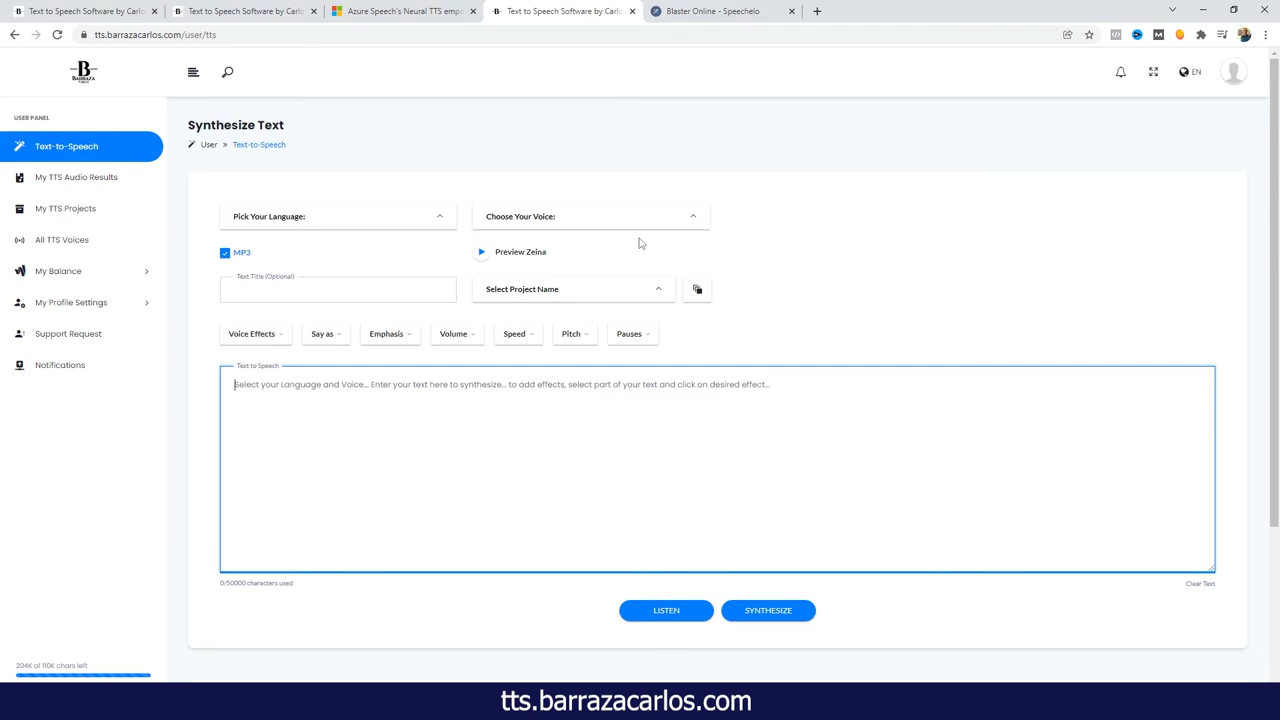 Text to Speech Software by Carlo
Text to Speech Software by Carlo
Azure Speech's Neural TTS empo
Text to Speech Software by Carlo
Blaster Online - Speechelo
tts.barrazacarlos.com/user/tts
B
BARRAZA
CARLOS
EN
USER PANEL
Text-to-Speech
My TTS Audio Results
My TTS Projects
All TTS Voices
My Balance
My Profile Settings
Support Request
Notifications
204K of 110K chars left
Synthesize Text
User » Text-to-Speech
Pick Your Language:
Choose Your Voice:
MP3
Preview Zeina
Text Title (Optional)
Select Project Name
Voice Effects
Say as
Emphasis
Volume
Speed
Pitch
Pauses
Text to Speech
Select your Language and Voice... Enter your text here to synthesize... to add effects, select part of your text and click on desired effect...
0/50000 characters used
Clear Text
LISTEN
SYNTHESIZE
tts.barrazacarlos.com